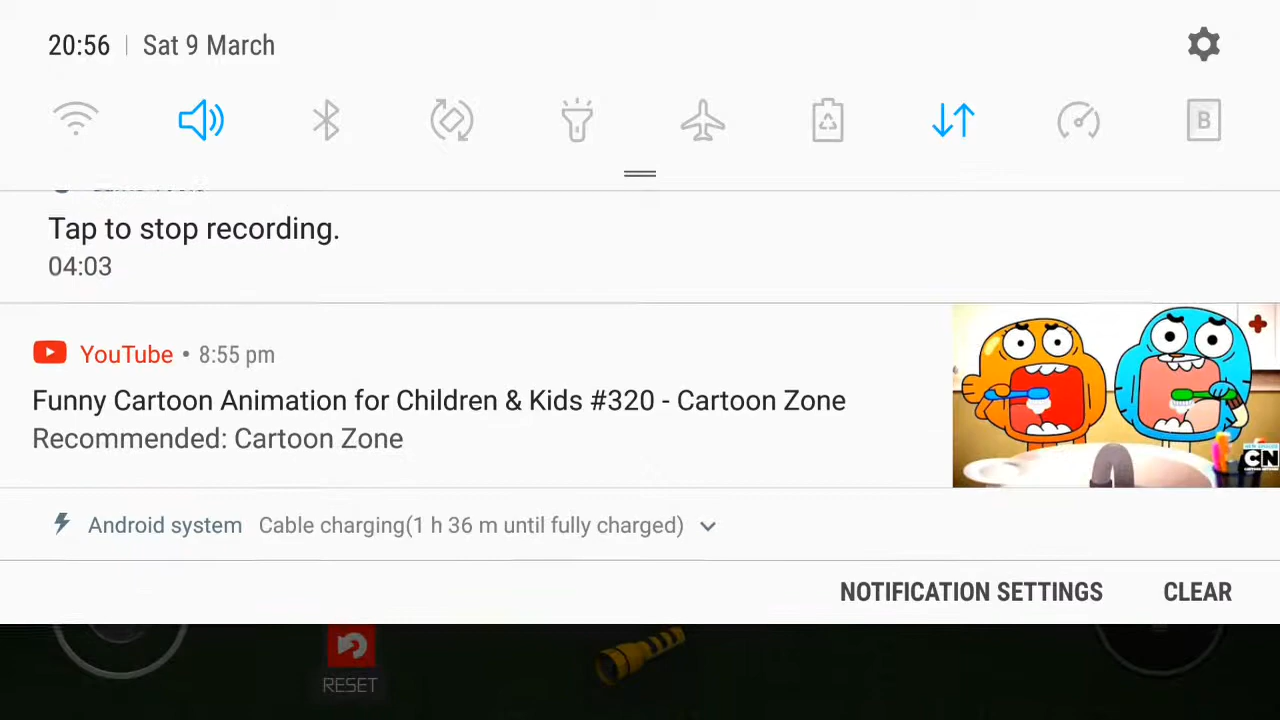 20:56 | Sat 9 March
B
Tap to stop recording.
04:03
YouTube • 8:55 pm
Funny Cartoon Animation for Children & Kids #320 - Cartoon Zone
Recommended: Cartoon Zone
CN
Android system Cable charging(1 h 36 m until fully charged)
NOTIFICATION SETTINGS CLEAR
RESET